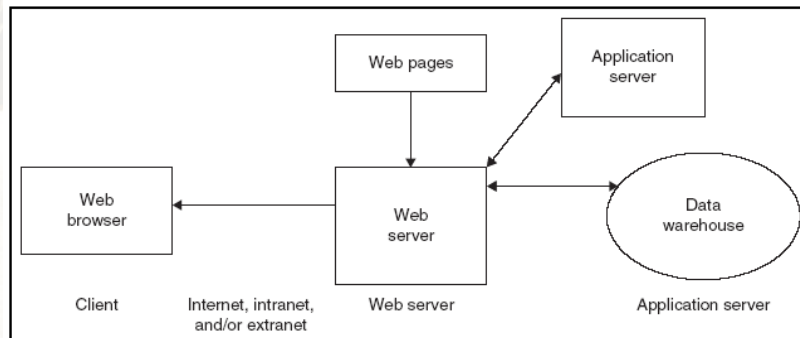 Web pages
Application
server
Web
browser
Web
server
Data
warehouse
Client
Internet, intranet,
and/or extranet
Web server
Application server